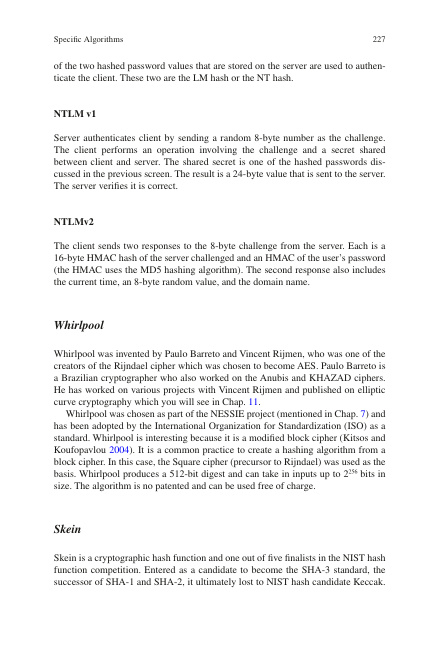 Specific Algorithms 227
of the two hashed password values that are stored on the server are used to authen-
ticate the client. These two are the LM hash or the NT hash.
NTLM v1
Server authenticates client by sending a random 8-byte number as the challenge.
The client performs an operation involving the challenge and a secret shared
between client and server. The shared secret is one of the hashed passwords dis-
cussed in the previous screen. The result is a 24-byte value that is sent to the server.
The server verifies it is correct.
NTLMv2
The client sends two responses to the 8-byte challenge from the server. Each is a
16-byte HMAC hash of the server challenged and an HMAC of the user's password
(the HMAC uses the MD5 hashing algorithm). The second response also includes
the current time, an 8-byte random value, and the domain name.
Whirlpool
Whirlpool was invented by Paulo Barreto and Vincent Rijmen, who was one of the
creators of the Rijndael cipher which was chosen to become AES. Paulo Barreto is
a Brazilian cryptographer who also worked on the Anubis and KHAZAD ciphers.
He has worked on various projects with Vincent Rijmen and published on elliptic
curve cryptography which you will see in Chap. 11.
Whirlpool was chosen as part of the NESSIE project (mentioned in Chap. 7) and
has been adopted by the International Organization for Standardization (ISO) as a
standard. Whirlpool is interesting because it is a modified block cipher (Kitsos and
Koufopavlou 2004). It is a common practice to create a hashing algorithm from a
block cipher. In this case, the Square cipher (precursor to Rijndael) was used as the
basis. Whirlpool produces a 512-bit digest and can take in inputs up to 2²⁵⁶ bits in
size. The algorithm is no patented and can be used free of charge.
Skein
Skein is a cryptographic hash function and one out of five finalists in the NIST hash
function competition. Entered as a candidate to become the SHA-3 standard, the
successor of SHA-1 and SHA-2, it ultimately lost to NIST hash candidate Keccak.